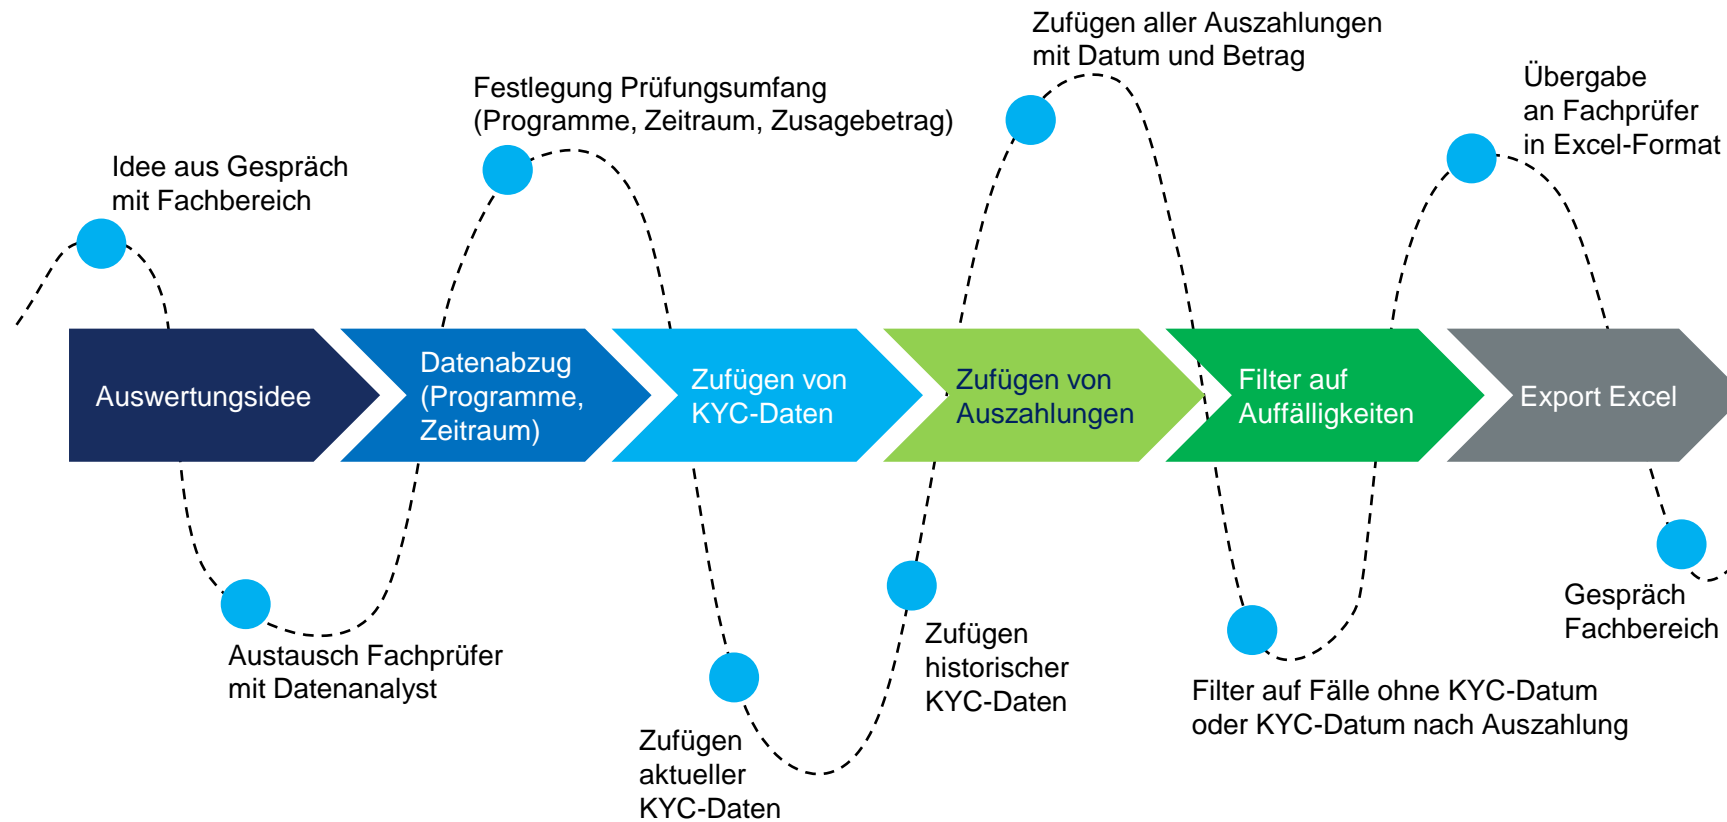 Zufügen aller Auszahlungen
mit Datum und Betrag
Übergabe
an Fachprüfer
in Excel-Format
Festlegung Prüfungsumfang
(Programme, Zeitraum, Zusagebetrag)
Idee aus Gespräch
mit Fachbereich
Auswertungsidee
Datenabzug
(Programme,
Zeitraum)
Zufügen von
KYC-Daten
Zufügen von
Auszahlungen
Filter auf
Auffälligkeiten
Export Excel
Austausch Fachprüfer
mit Datenanalyst
Zufügen
aktueller
KYC-Daten
Zufügen
historischer
KYC-Daten
Filter auf Fälle ohne KYC-Datum
oder KYC-Datum nach Auszahlung
Gespräch
Fachbereich